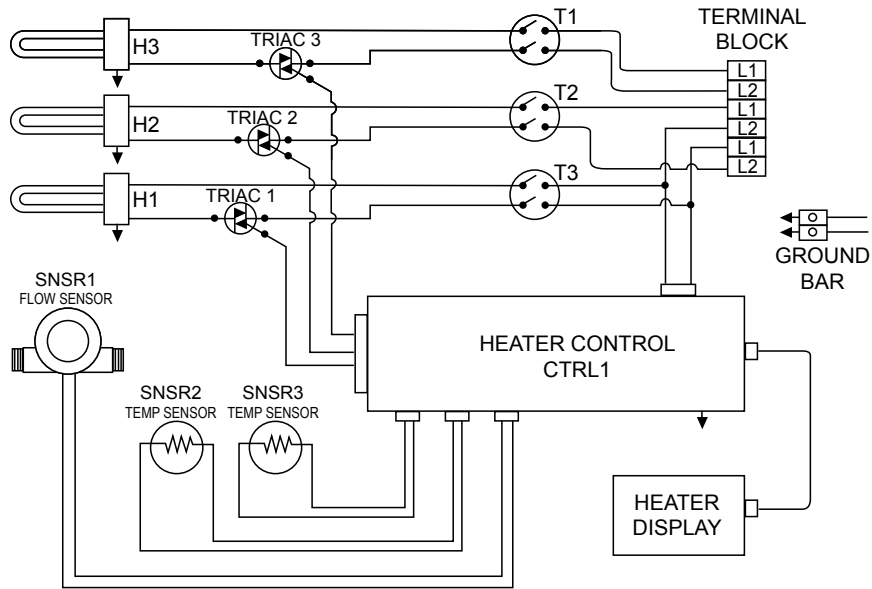 T1
TERMINAL
BLOCK
TRIAC 3
H3
L1
L2
T2
L1
TRIAC 2
H2
L2
L1
T3
L2
TRIAC 1
H1
GROUND
BAR
SNSR1
FLOW SENSOR
HEATER CONTROL
CTRL1
SNSR2
TEMP SENSOR
SNSR3
TEMP SENSOR
HEATER
DISPLAY